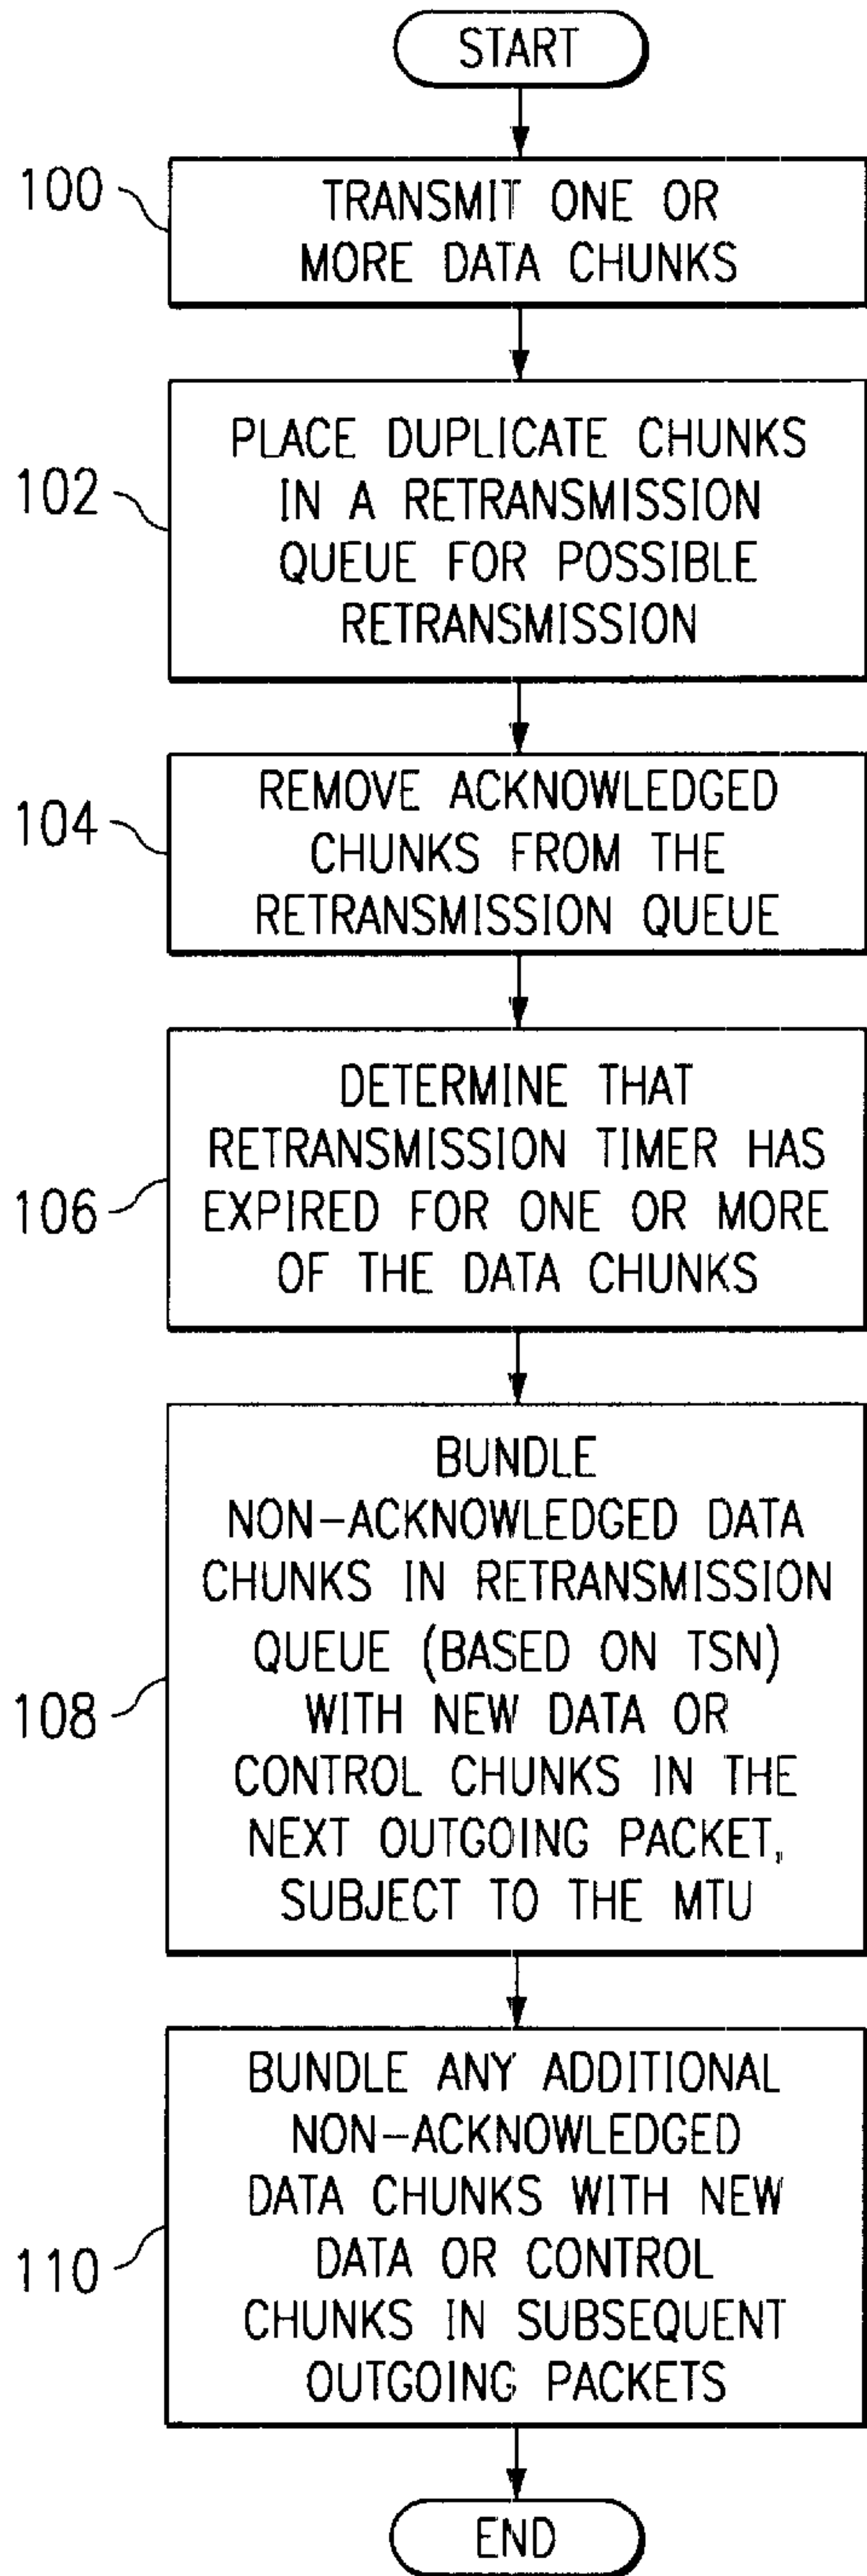 START
100
TRANSMIT ONE OR
MORE DATA CHUNKS
102
PLACE DUPLICATE CHUNKS
IN A RETRANSMISSION
QUEUE FOR POSSIBLE
RETRANSMISSION
104
REMOVE ACKNOWLEDGED
CHUNKS FROM THE
RETRANSMISSION QUEUE
106
DETERMINE THAT
RETRANSMISSION TIMER HAS
EXPIRED FOR ONE OR MORE
OF THE DATA CHUNKS
108
BUNDLE
NON-ACKNOWLEDGED DATA
CHUNKS IN RETRANSMISSION
QUEUE (BASED ON TSN)
WITH NEW DATA OR
CONTROL CHUNKS IN THE
NEXT OUTGOING PACKET,
SUBJECT TO THE MTU
110
BUNDLE ANY ADDITIONAL
NON-ACKNOWLEDGED
DATA CHUNKS WITH NEW
DATA OR CONTROL
CHUNKS IN SUBSEQUENT
OUTGOING PACKETS
END